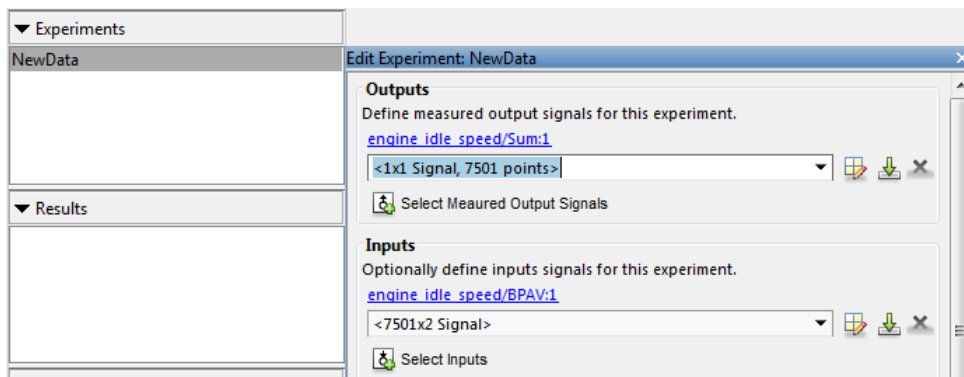 Experiments
NewData
Results
Edit Experiment: NewData
Outputs
Define measured output signals for this experiment.
engine_idle_speed/Sum:1
<1x1 Signal, 7501 points>
Select Meaured Output Signals
Inputs
Optionally define inputs signals for this experiment.
engine_idle_speed/BPAV:1
<7501x2 Signal>
Select Inputs